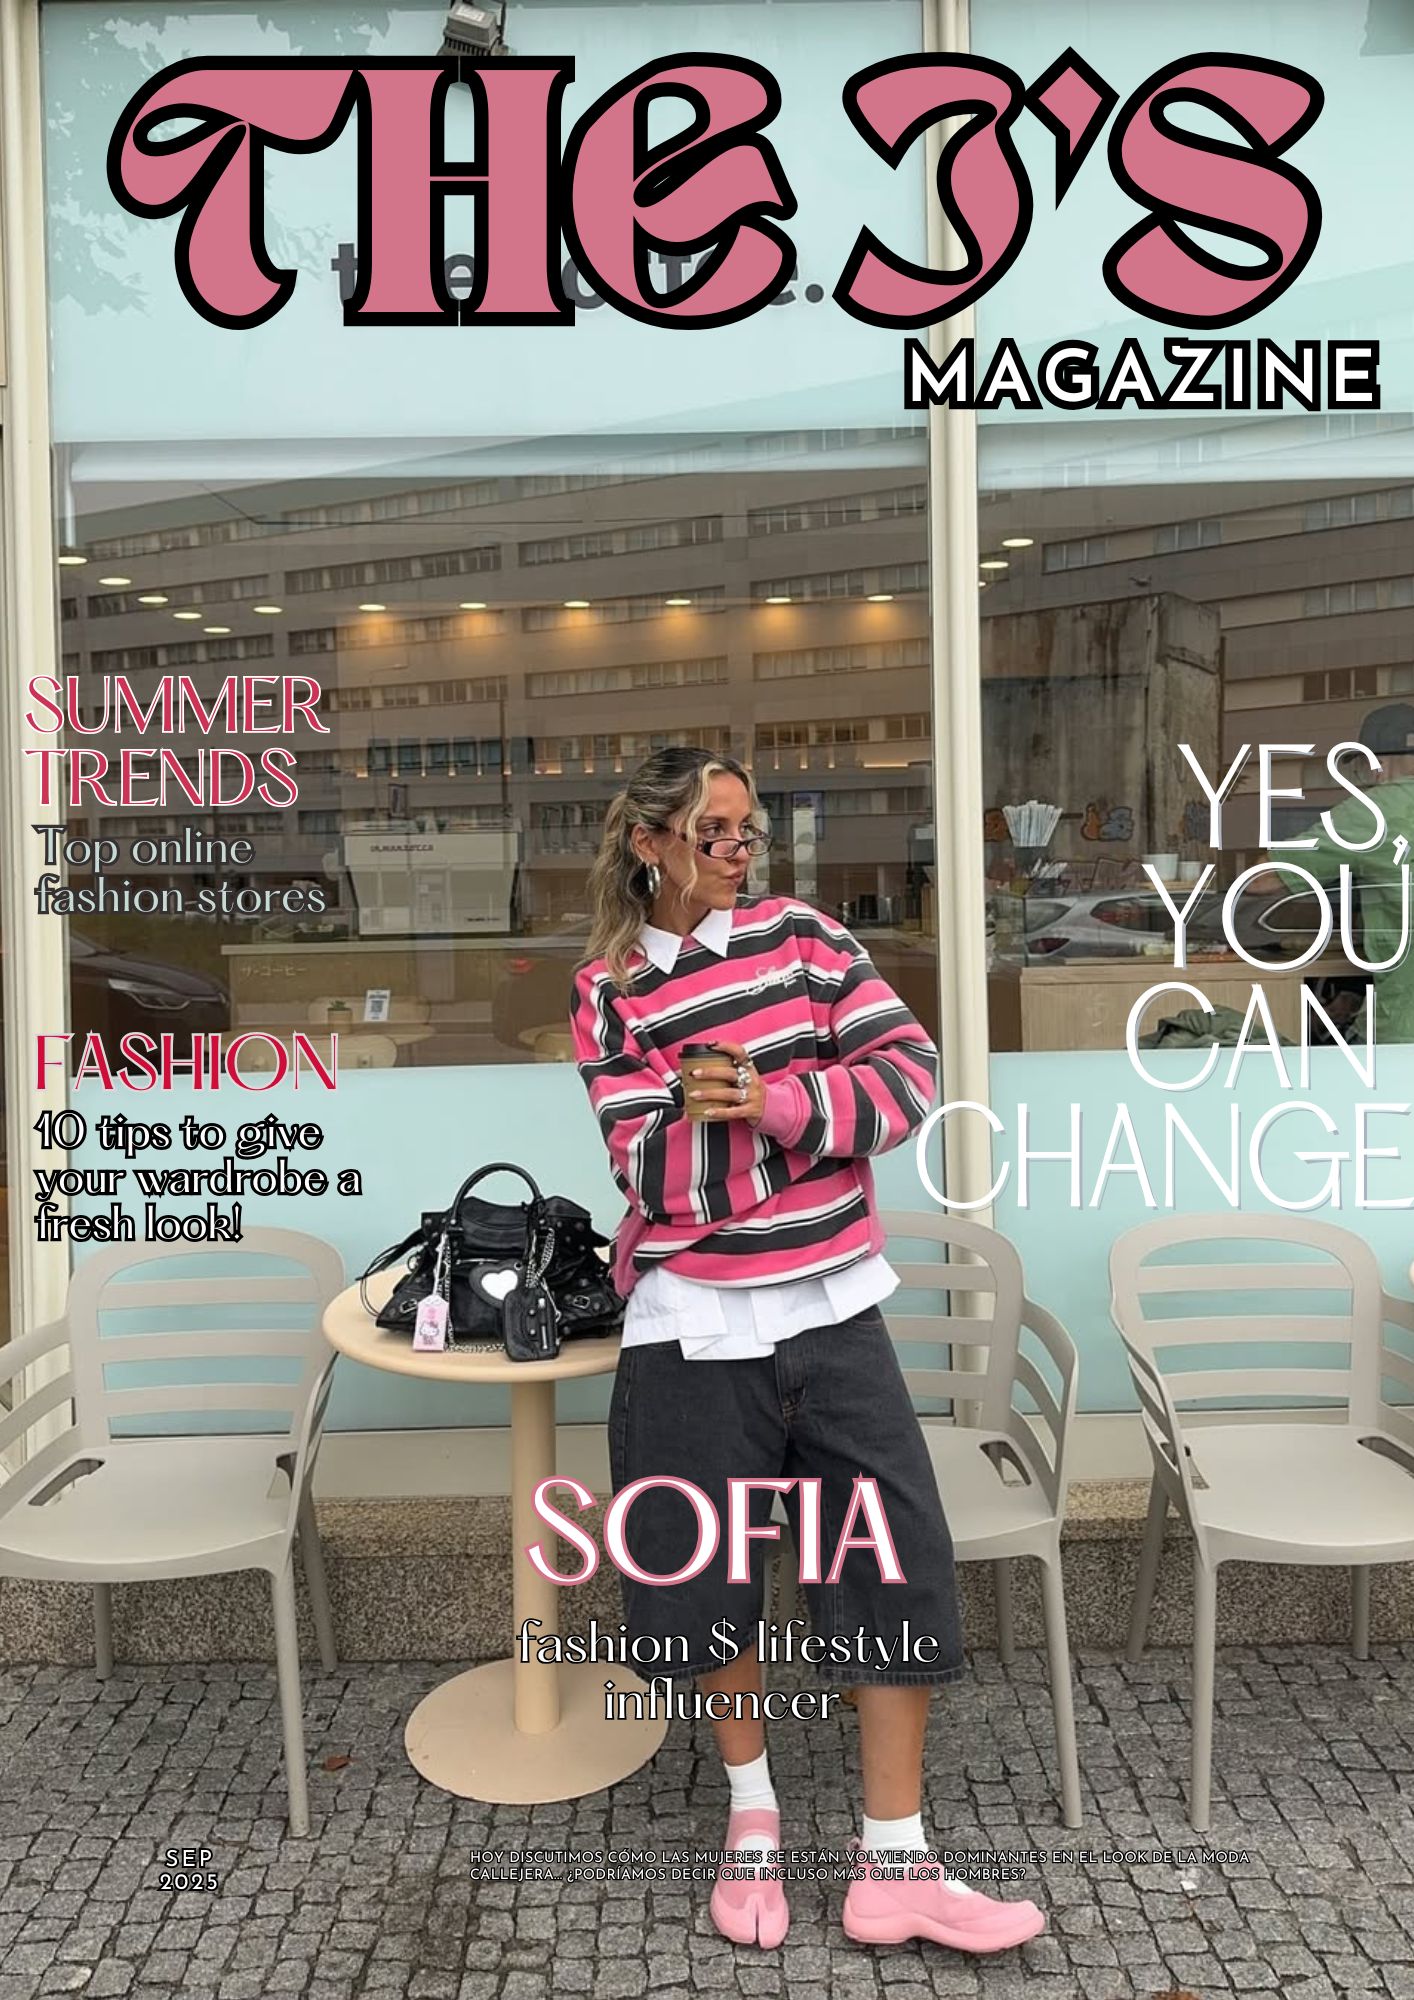 THE J'S
MAGAZINE
SUMMER
TRENDS
Top online
fashion stores
FASHION
10 tips to give
your wardrobe a
fresh look!
YES,
YOU
CAN
CHANGE
SOFIA
fashion $ lifestyle
influencer
SEP
2025
HOY DISCUTIMOS CÓMO LAS MUJERES SE ESTÁN VOLVIENDO DOMINANTES EN EL LOOK DE LA MODA
CALLEJERA... ¿PODRÍAMOS DECIR QUE INCLUSO MÁS QUE LOS HOMBRES?